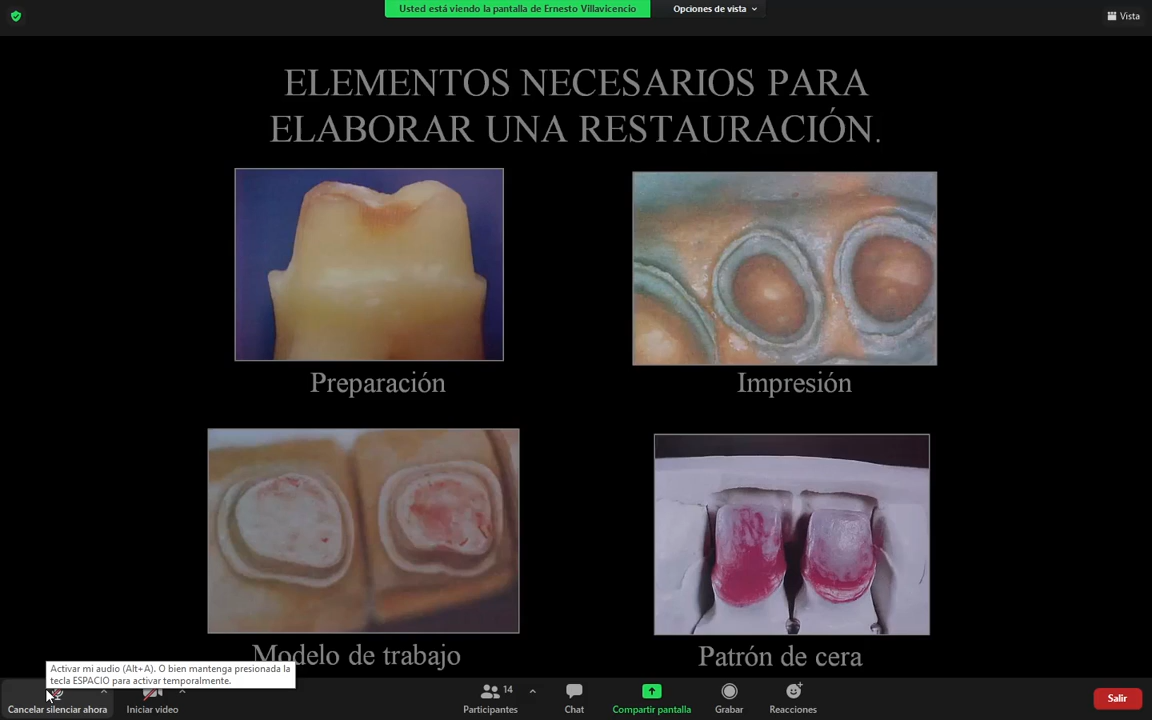 Usted está viendo la pantalla de Ernesto Villavicencio
Opciones de vista
Vista
ELEMENTOS NECESARIOS PARA
ELABORAR UNA RESTAURACIÓN.
Preparación
Impresión
Modelo de trabajo
Patrón de cera
Activar mi audio (Alt+A). O bien mantenga presionada la
tecla ESPACIO para activar temporalmente.
Cancelar silenciar ahora
Iniciar video
14
Participantes
Chat
Compartir pantalla
Grabar
Reacciones
Salir